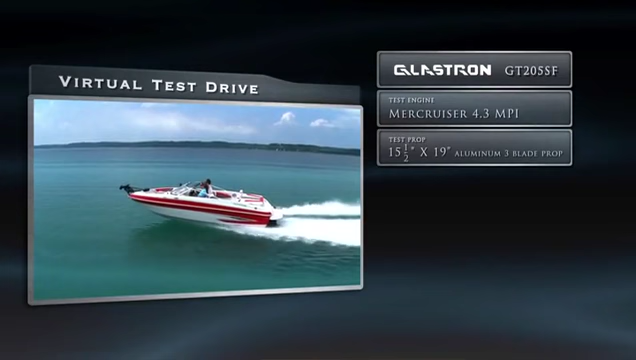 Virtual Test Drive
GLASTRON GT205SF
TEST ENGINE
MERCRUISER 4.3 MPI
TEST PROP
15 1/2" X 19" ALUMINUM 3 BLADE PROP